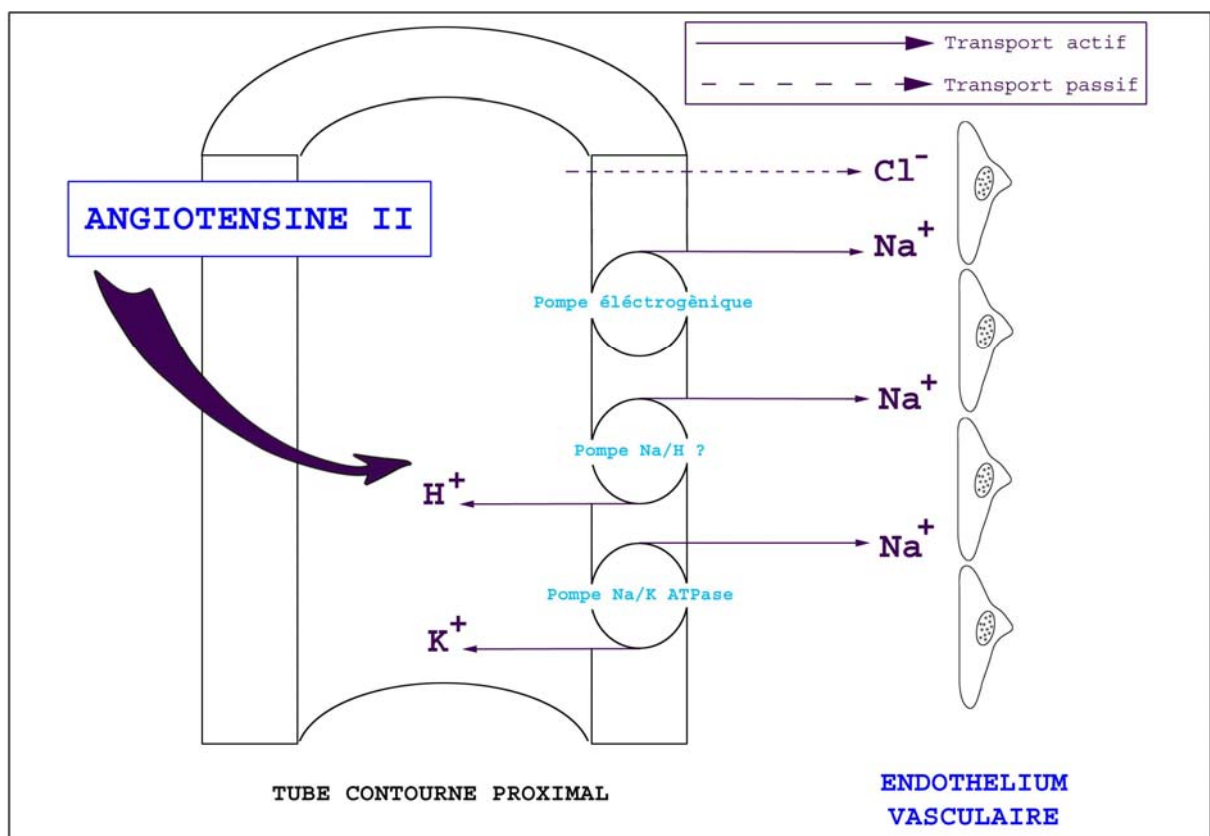 Transport actif
Transport passif
Cl-
ANGIOTENSINE II
Na+
Pompe éléctrogènique
Na+
Pompe Na/H ?
H+
Na+
Pompe Na/K ATPase
K+
TUBE CONTOURNE PROXIMAL
ENDOTHELIUM
VASCULAIRE